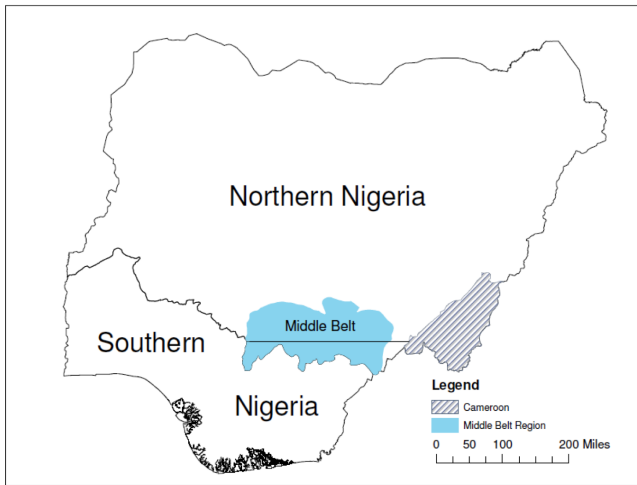 Northern Nigeria
Middle Belt
Southern
Nigeria
Legend
Cameroon
Middle Belt Region
0 50 100 200 Miles